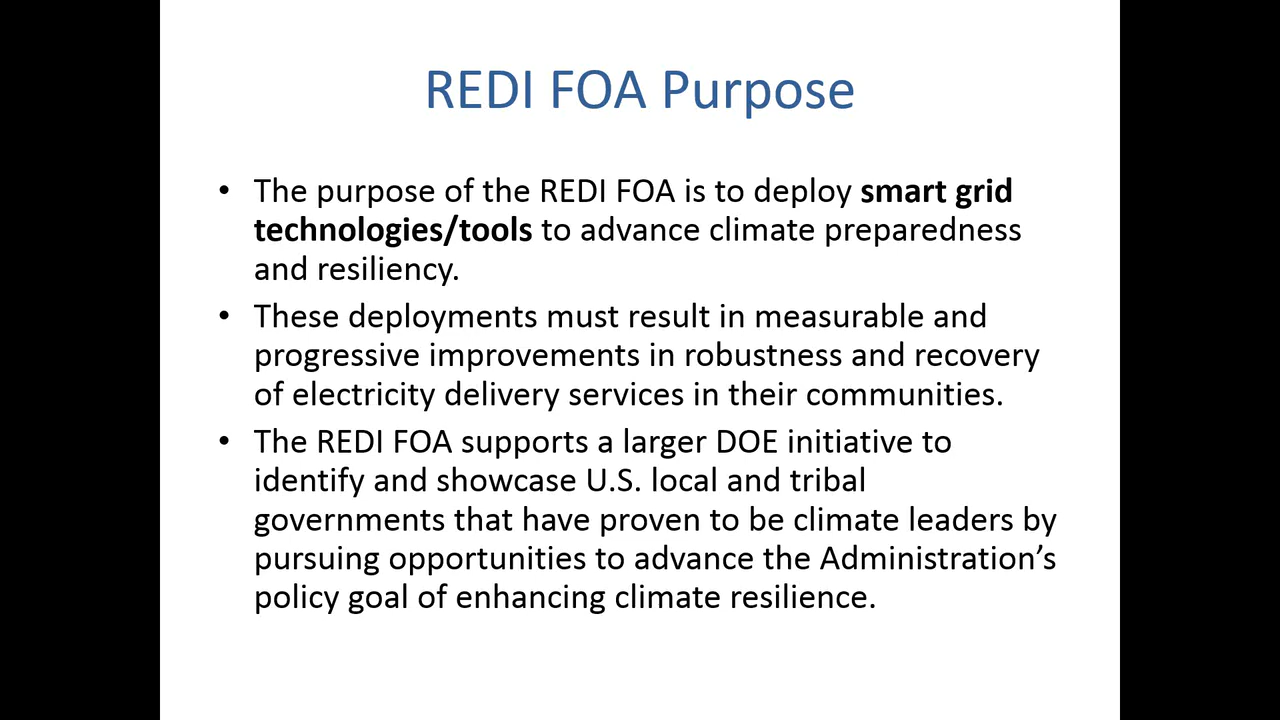 REDI FOA Purpose
• The purpose of the REDI FOA is to deploy smart grid
technologies/tools to advance climate preparedness
and resiliency.
• These deployments must result in measurable and
progressive improvements in robustness and recovery
of electricity delivery services in their communities.
• The REDI FOA supports a larger DOE initiative to
identify and showcase U.S. local and tribal
governments that have proven to be climate leaders by
pursuing opportunities to advance the Administration’s
policy goal of enhancing climate resilience.